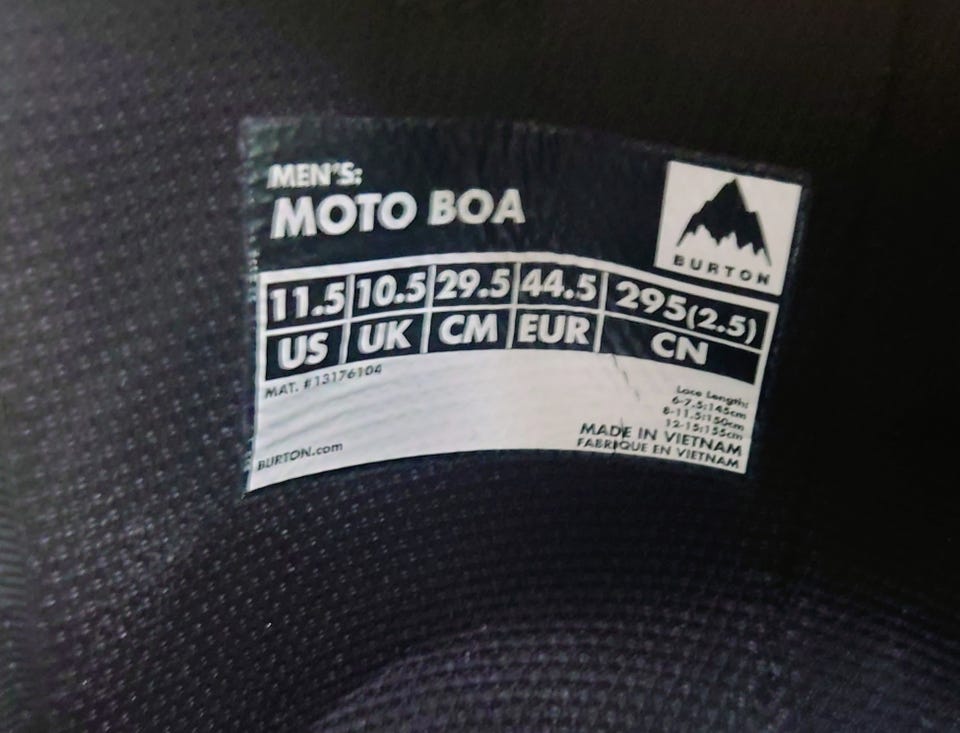 MEN'S:
MOTO BOA
BURTON
11.5 10.5 29.5 44.5 295(2.5)
US UK CM EUR CN
MAT. #13176104
Lace Length:
6-7.5:145cm
8-11.5:150cm
12-15:155cm
MADE IN VIETNAM
FABRIQUE EN VIETNAM
BURTON.com